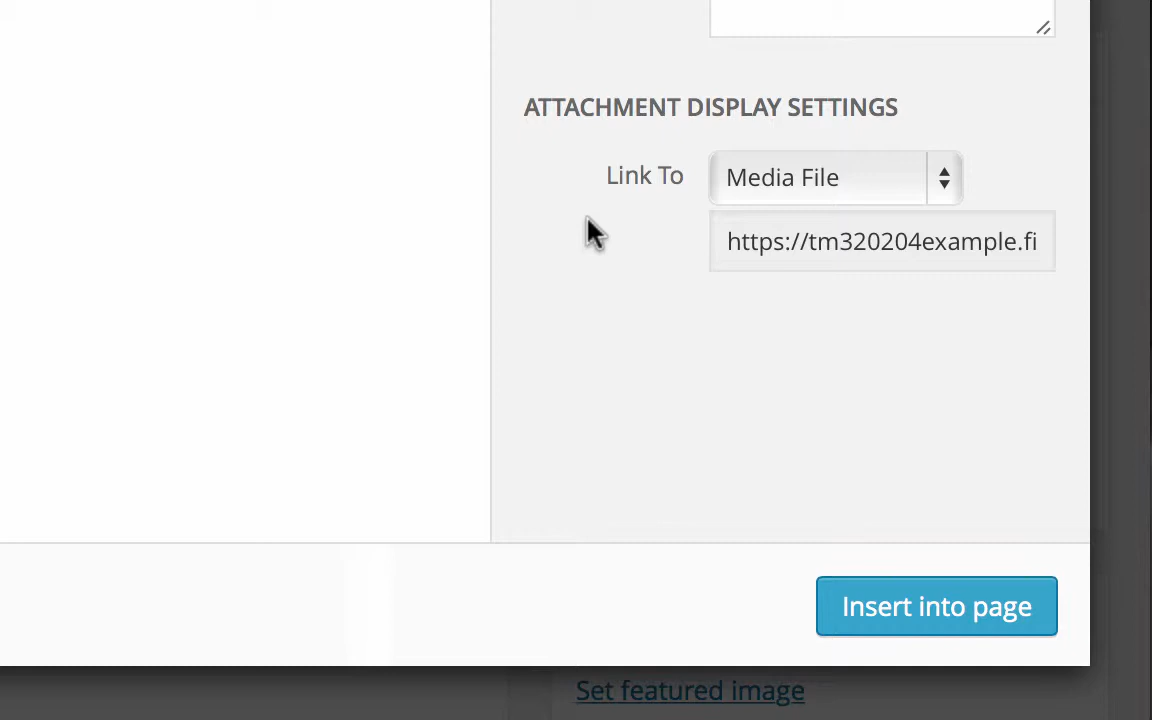 ATTACHMENT DISPLAY SETTINGS
Link To
Media File
https://tm320204example.fi
Insert into page
Set featured image